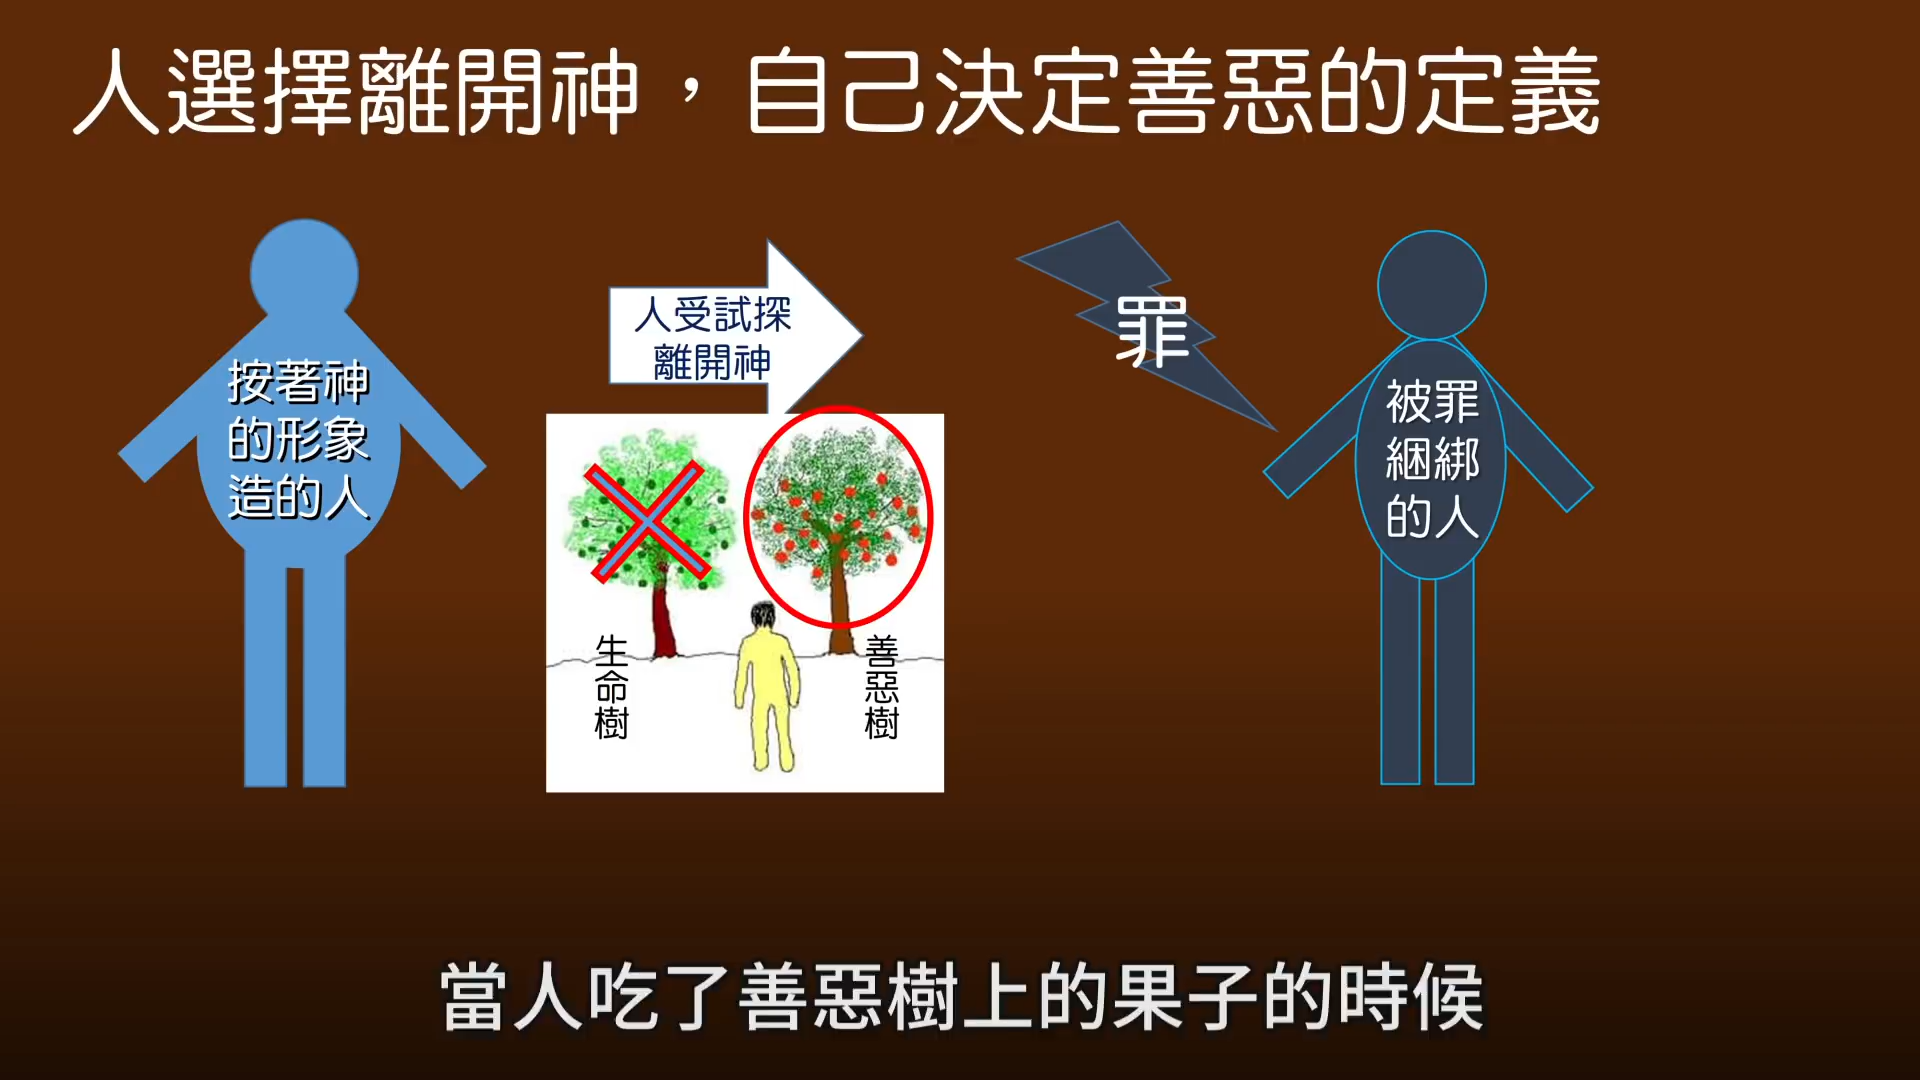 人選擇離開神，自己決定善惡的定義
按著神
的形象
造的人
人受試探
離開神
生命樹
善惡樹
罪
被罪
綑綁
的人
當人吃了善惡樹上的果子的時候